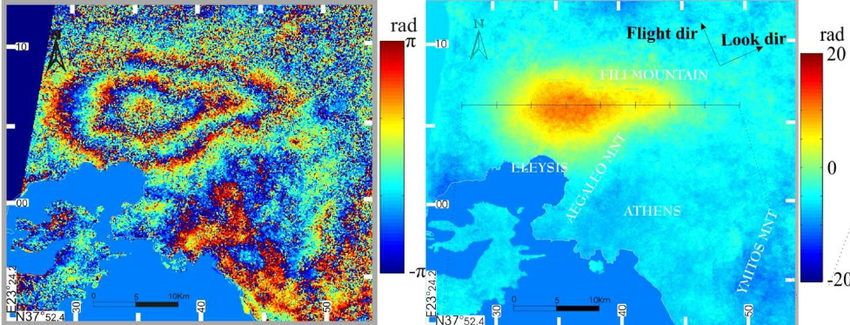 rad
π
-π
N
10
00
30
40
0 5 10Km
E23°24.2
N37°52.4
rad
20
0
-20
N
Flight dir
Look dir
FILI MOUNTAIN
ELEYSIS
AEGALEO MNT
ATHENS
YMITOS MNT
10
00
30
40
50
0 5 10Km
E23°24.2
N37°52.4